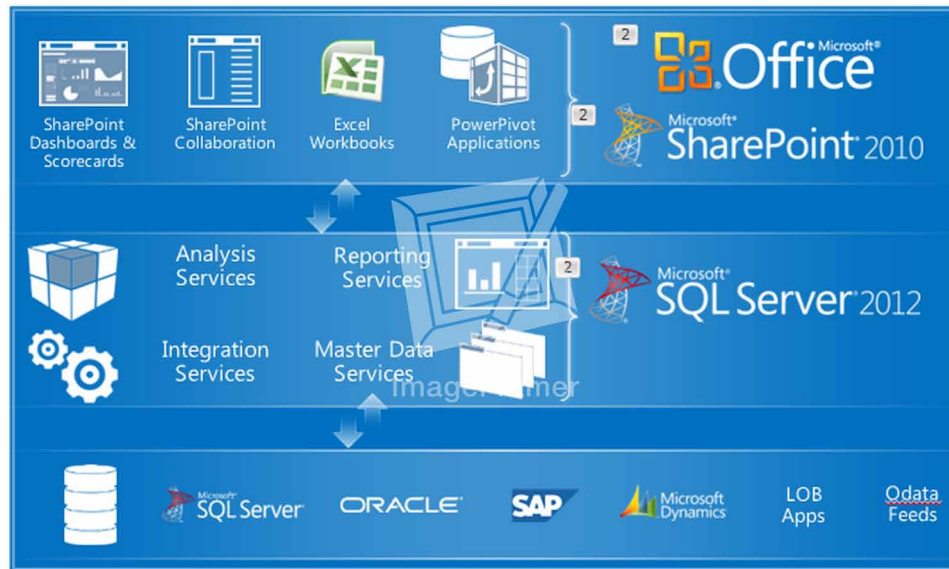 2
Microsoft®
Office
SharePoint
Dashboards &
Scorecards
SharePoint
Collaboration
Excel
Workbooks
PowerPivot
Applications
2
Microsoft®
SharePoint® 2010
Analysis
Services
Reporting
Services
2
Microsoft®
SQL Server® 2012
Integration
Services
Master Data
Services
Microsoft®
SQL Server®
ORACLE®
SAP
Microsoft
Dynamics®
LOB
Apps
Odata
Feeds